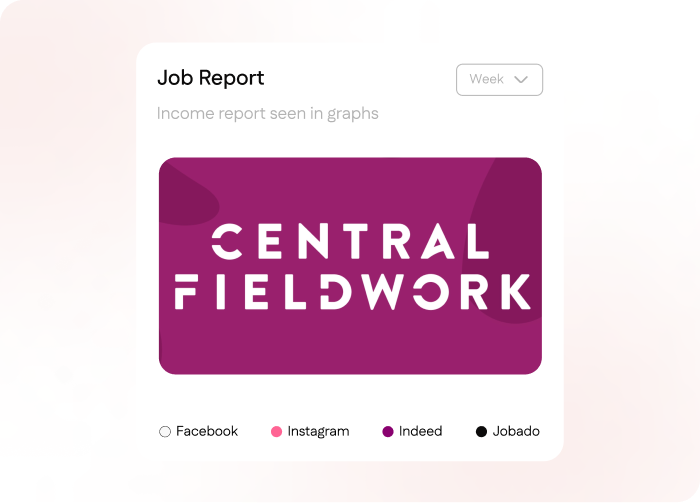 Job Report
Week
Income report seen in graphs
CENTRAL
FIELDWORK
Facebook Instagram Indeed Jobado